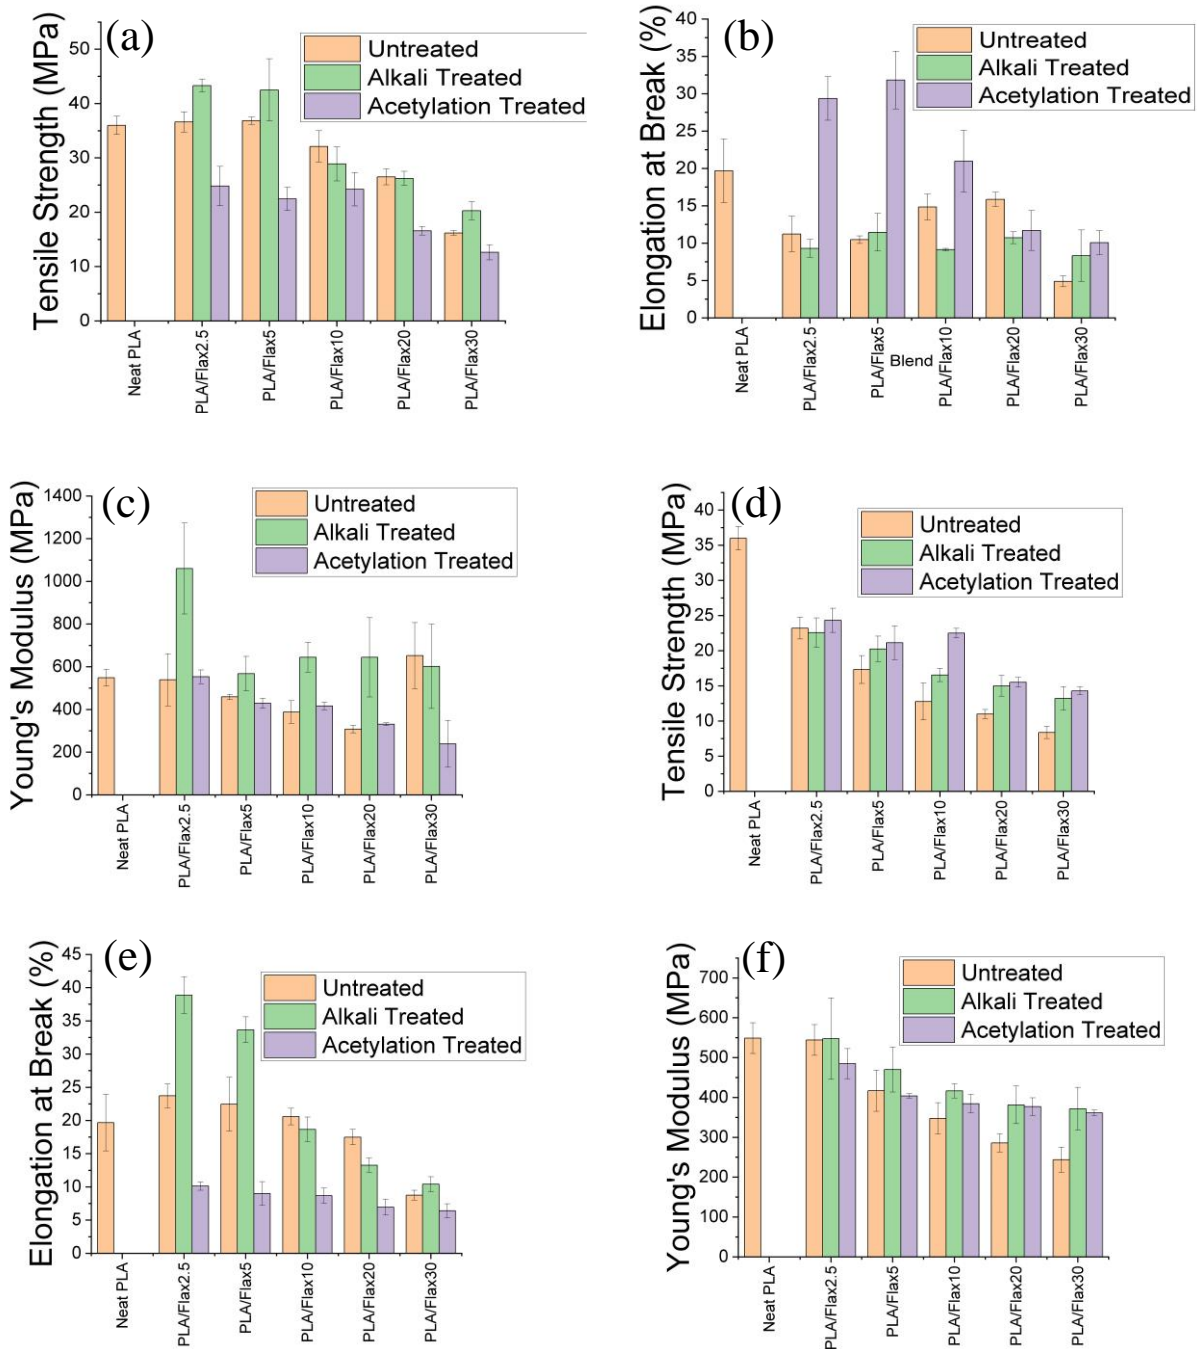 (a)
Tensile Strength (MPa)
50
40
30
20
10
0
Untreated
Alkali Treated
Acetylation Treated
Neat PLA
PLA/Flax2.5
PLA/Flax5
PLA/Flax10
PLA/Flax20
PLA/Flax30
(b)
Elongation at Break (%)
40
35
30
25
20
15
10
5
0
Untreated
Alkali Treated
Acetylation Treated
Neat PLA
PLA/Flax2.5
PLA/Flax5
Blend
PLA/Flax10
PLA/Flax20
PLA/Flax30
(c)
Young's Modulus (MPa)
1400
1200
1000
800
600
400
200
0
Untreated
Alkali Treated
Acetylation Treated
Neat PLA
PLA/Flax2.5
PLA/Flax5
PLA/Flax10
PLA/Flax20
PLA/Flax30
(d)
Tensile Strength (MPa)
40
35
30
25
20
15
10
5
0
Untreated
Alkali Treated
Acetylation Treated
Neat PLA
PLA/Flax2.5
PLA/Flax5
PLA/Flax10
PLA/Flax20
PLA/Flax30
(e)
Elongation at Break (%)
45
40
35
30
25
20
15
10
5
0
Untreated
Alkali Treated
Acetylation Treated
Neat PLA
PLA/Flax2.5
PLA/Flax5
PLA/Flax10
PLA/Flax20
PLA/Flax30
(f)
Young's Modulus (MPa)
700
600
500
400
300
200
100
0
Untreated
Alkali Treated
Acetylation Treated
Neat PLA
PLA/Flax2.5
PLA/Flax5
PLA/Flax10
PLA/Flax20
PLA/Flax30